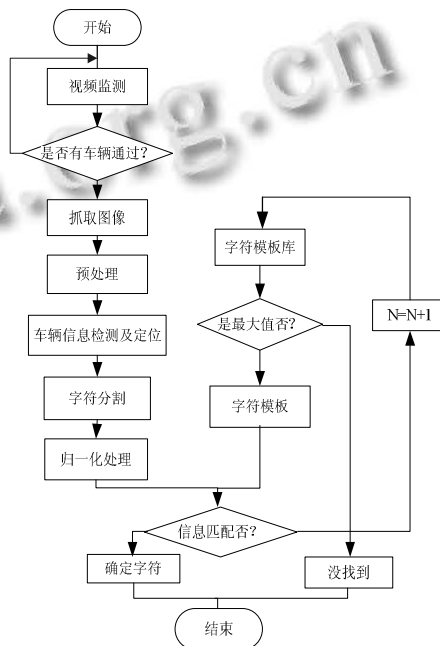 开始
视频监测
是否有车辆通过?
抓取图像
预处理
车辆信息检测及定位
字符分割
归一化处理
字符模板库
是最大值否?
字符模板
N=N+1
信息匹配否?
确定字符
没找到
结束
.org.cn